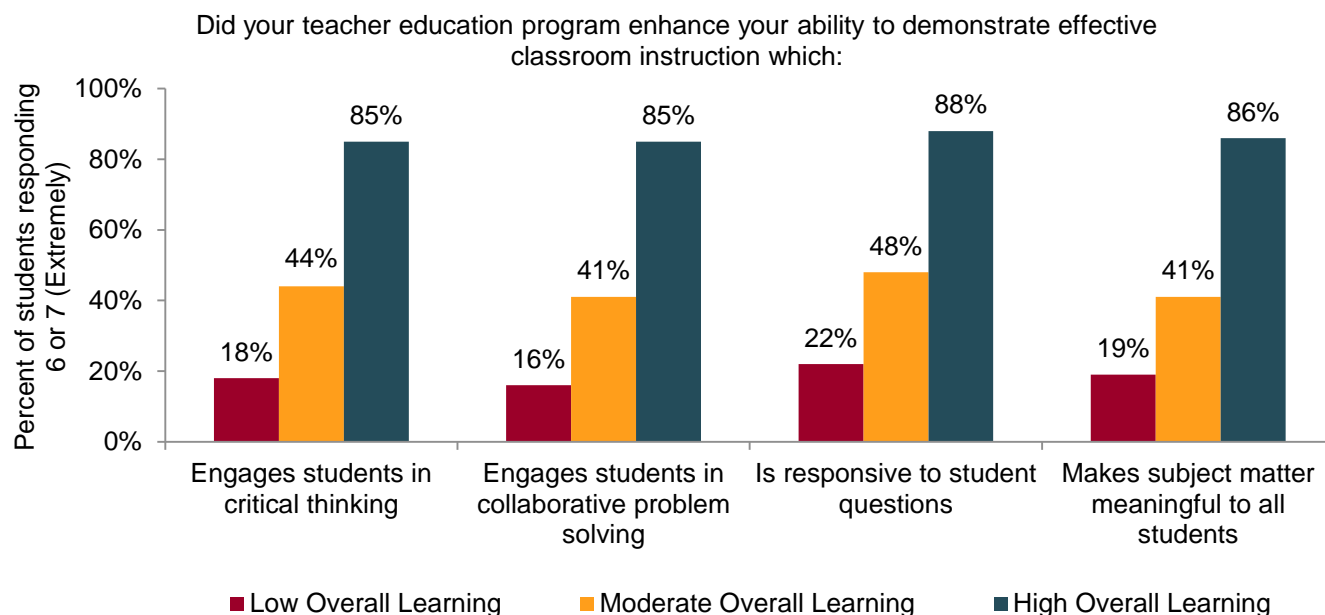 Did your teacher education program enhance your ability to demonstrate effective
classroom instruction which:
Percent of students responding
6 or 7 (Extremely)
100%
80%
60%
40%
20%
0%
18%
44%
85%
16%
41%
85%
22%
48%
88%
19%
41%
86%
Engages students in
critical thinking
Engages students in
collaborative problem
solving
Is responsive to student
questions
Makes subject matter
meaningful to all
students
Low Overall Learning
Moderate Overall Learning
High Overall Learning